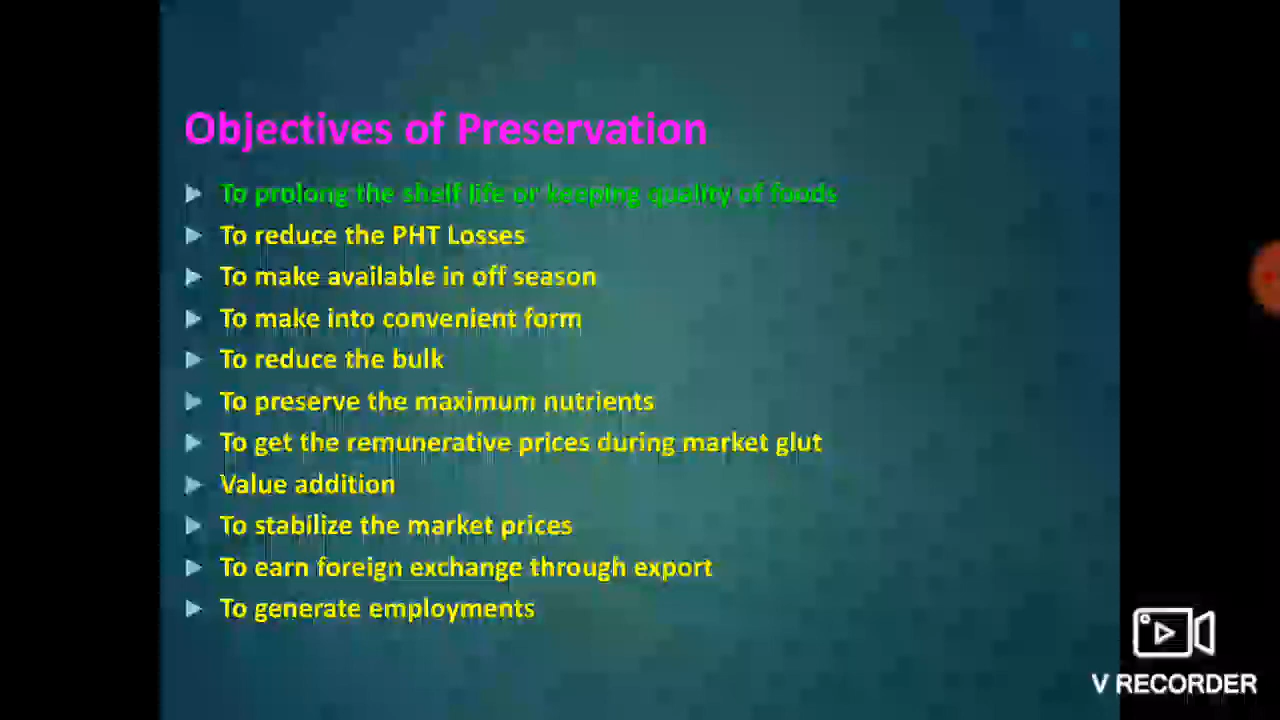 Objectives of Preservation
To prolong the shelf life or keeping quality of foods
To reduce the PHT Losses
To make available in off season
To make into convenient form
To reduce the bulk
To preserve the maximum nutrients
To get the remunerative prices during market glut
Value addition
To stabilize the market prices
To earn foreign exchange through export
To generate employments
V RECORDER